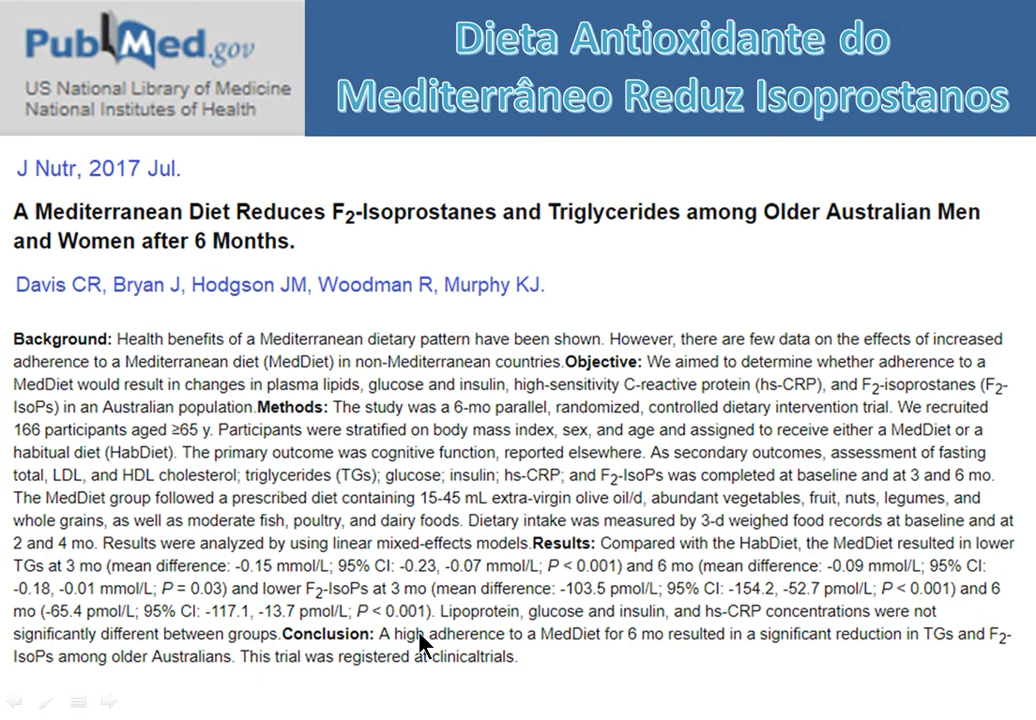 PubMed.gov
US National Library of Medicine
National Institutes of Health
Dieta Antioxidante do
Mediterrâneo Reduz Isoprostanos
J Nutr, 2017 Jul.
A Mediterranean Diet Reduces F2-Isoprostanes and Triglycerides among Older Australian Men
and Women after 6 Months.
Davis CR, Bryan J, Hodgson JM, Woodman R, Murphy KJ.
Background: Health benefits of a Mediterranean dietary pattern have been shown. However, there are few data on the effects of increased
adherence to a Mediterranean diet (MedDiet) in non-Mediterranean countries.Objective: We aimed to determine whether adherence to a
MedDiet would result in changes in plasma lipids, glucose and insulin, high-sensitivity C-reactive protein (hs-CRP), and F2-isoprostanes (F2-
IsoPs) in an Australian population.Methods: The study was a 6-mo parallel, randomized, controlled dietary intervention trial. We recruited
166 participants aged ≥65 y. Participants were stratified on body mass index, sex, and age and assigned to receive either a MedDiet or a
habitual diet (HabDiet). The primary outcome was cognitive function, reported elsewhere. As secondary outcomes, assessment of fasting
total, LDL, and HDL cholesterol; triglycerides (TGs); glucose; insulin; hs-CRP; and F2-IsoPs was completed at baseline and at 3 and 6 mo.
The MedDiet group followed a prescribed diet containing 15-45 mL extra-virgin olive oil/d, abundant vegetables, fruit, nuts, legumes, and
whole grains, as well as moderate fish, poultry, and dairy foods. Dietary intake was measured by 3-d weighed food records at baseline and at
2 and 4 mo. Results were analyzed by using linear mixed-effects models.Results: Compared with the HabDiet, the MedDiet resulted in lower
TGs at 3 mo (mean difference: -0.15 mmol/L; 95% CI: -0.23, -0.07 mmol/L; P < 0.001) and 6 mo (mean difference: -0.09 mmol/L; 95% CI:
-0.18, -0.01 mmol/L; P = 0.03) and lower F2-IsoPs at 3 mo (mean difference: -103.5 pmol/L; 95% CI: -154.2, -52.7 pmol/L; P < 0.001) and 6
mo (-65.4 pmol/L; 95% CI: -117.1, -13.7 pmol/L; P < 0.001). Lipoprotein, glucose and insulin, and hs-CRP concentrations were not
significantly different between groups.Conclusion: A high adherence to a MedDiet for 6 mo resulted in a significant reduction in TGs and F2-
IsoPs among older Australians. This trial was registered at clinicaltrials.